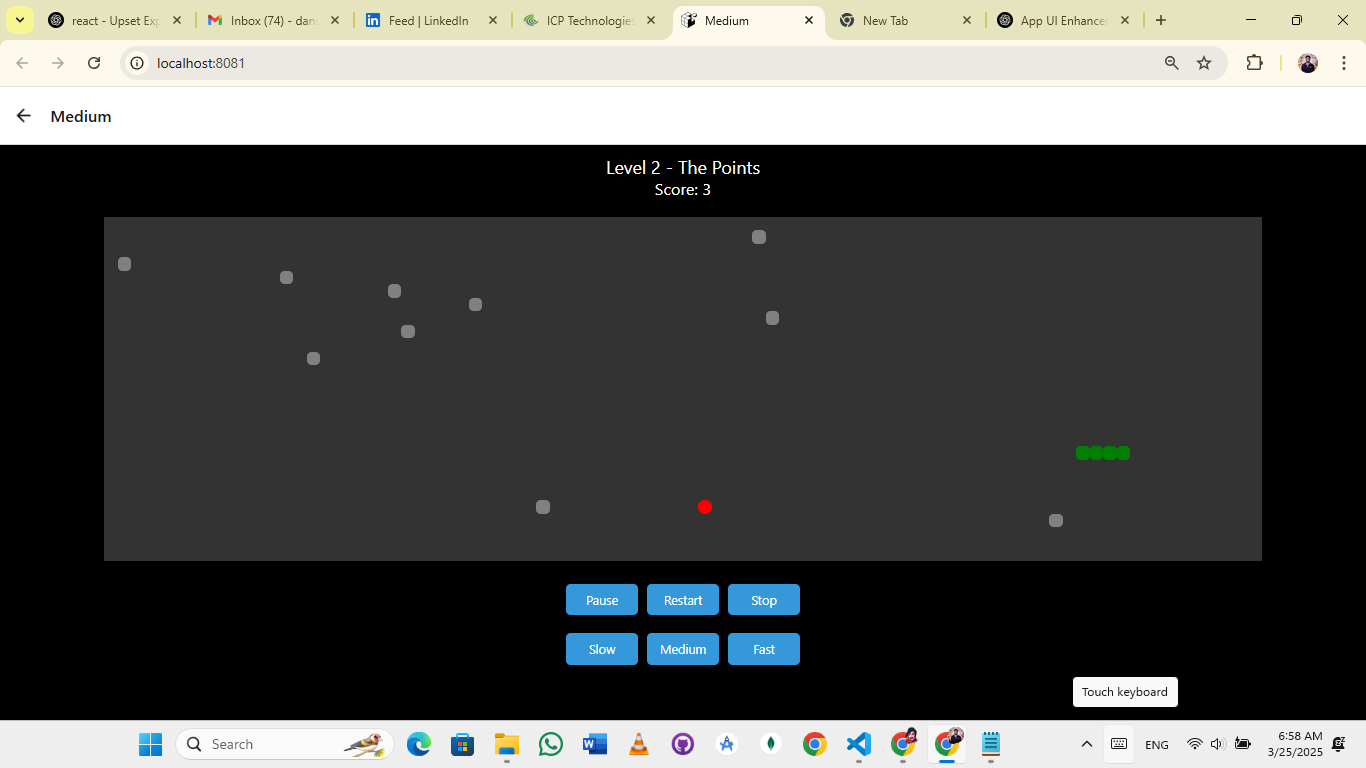 react - Upset Exp
Inbox (74) - dan
Feed | LinkedIn
ICP Technologies
Medium
New Tab
App UI Enhance
localhost:8081
Medium
Level 2 - The Points
Score: 3
Pause
Restart
Stop
Slow
Medium
Fast
Touch keyboard
Search
ENG
6:58 AM
3/25/2025